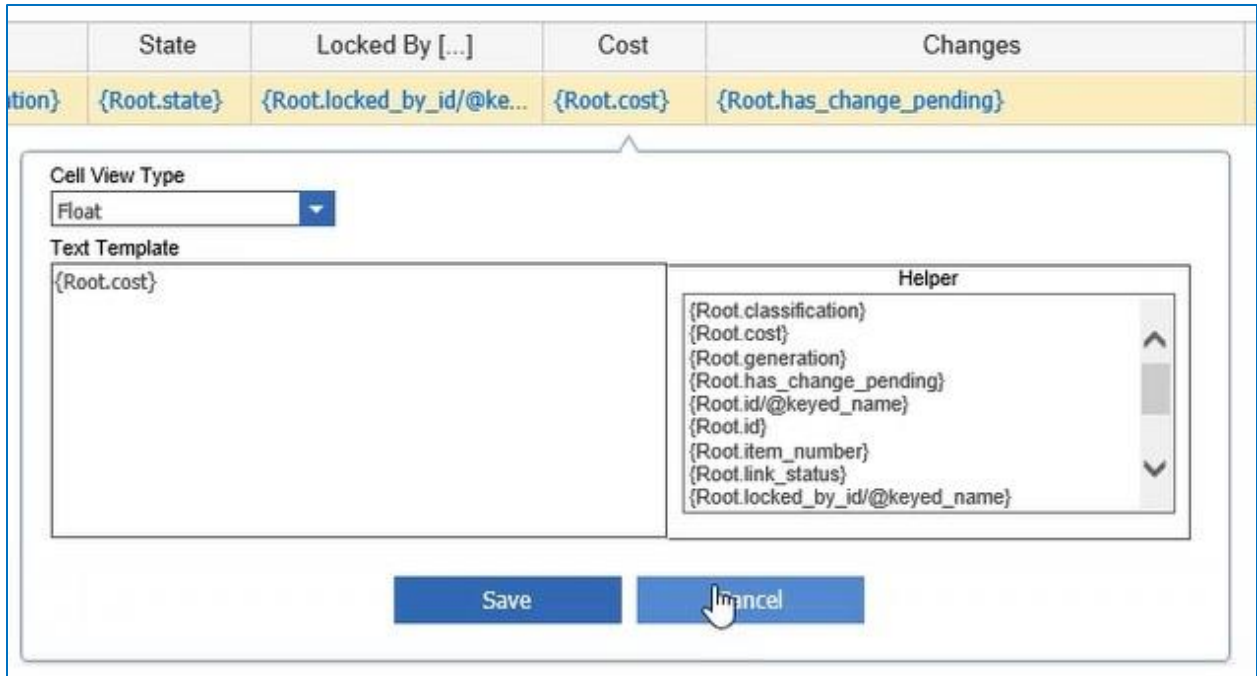 State Locked By [...] Cost Changes
tion} {Root.state} {Root.locked_by_id/@ke... {Root.cost} {Root.has_change_pending}
Cell View Type
Float
Text Template
{Root.cost}
Helper
{Root.classification}
{Root.cost}
{Root.generation}
{Root.has_change_pending}
{Root.id/@keyed_name}
{Root.id}
{Root.item_number}
{Root.link_status}
{Root.locked_by_id/@keyed_name}
Save Cancel